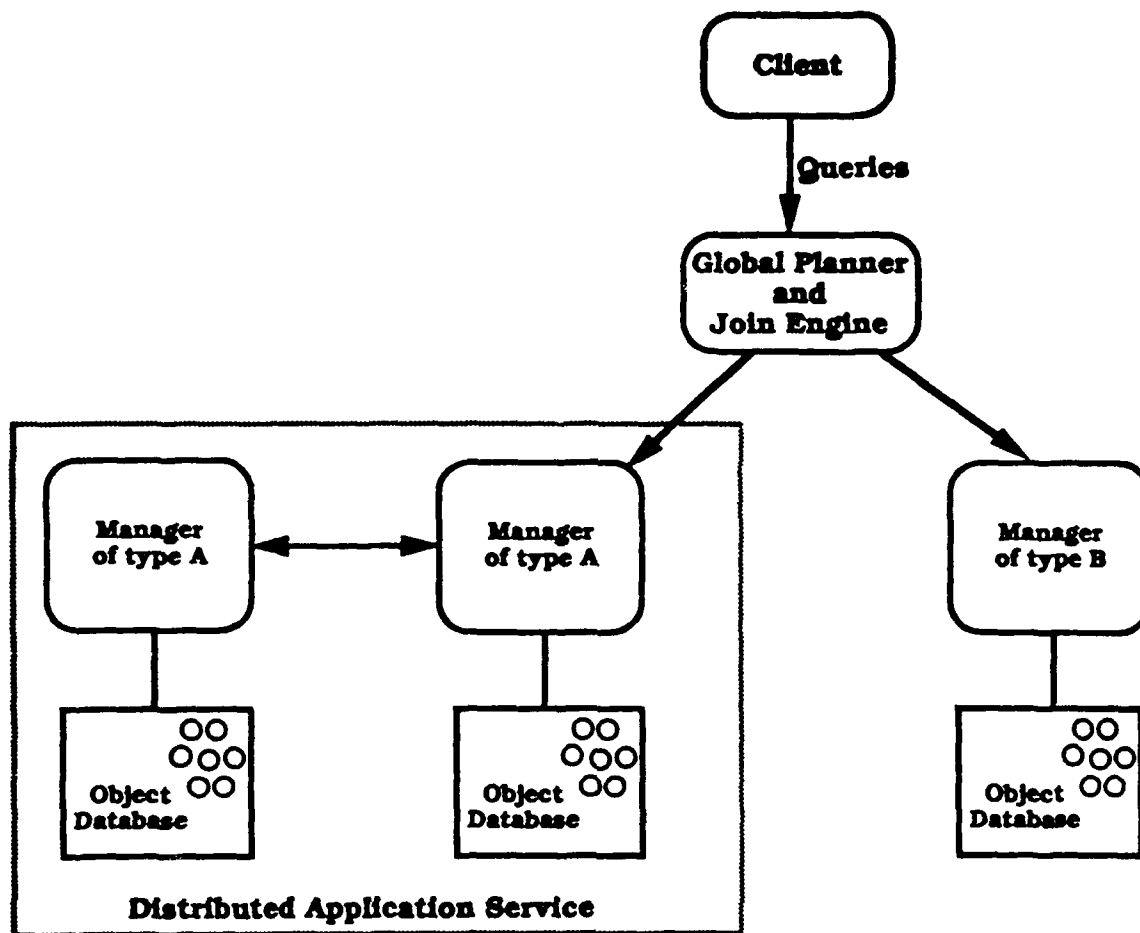 Client
Queries
Global Planner
and
Join Engine
Manager
of type A
Manager
of type A
Manager
of type B
Object
Database
Object
Database
Object
Database
Distributed Application Service